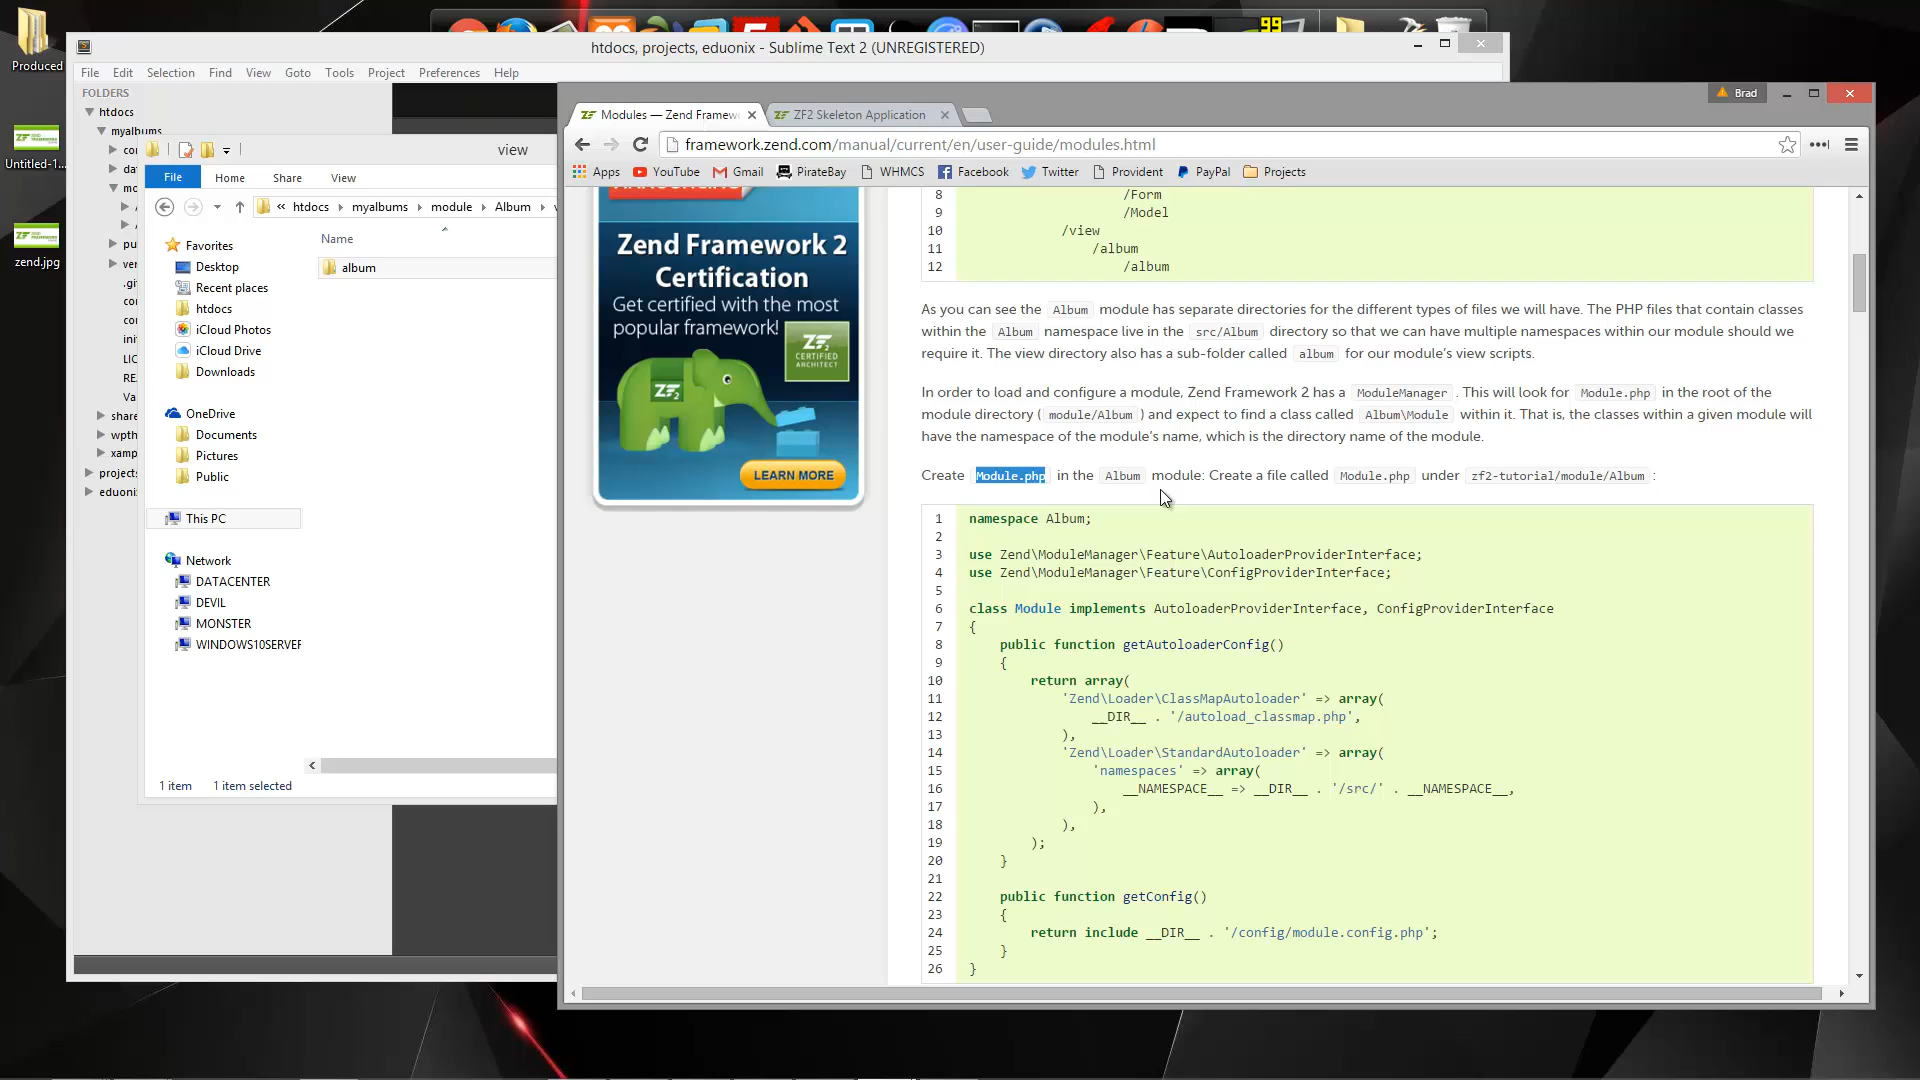 Produced
Untitled-1...
zend.jpg
99
htdocs, projects, eduonix - Sublime Text 2 (UNREGISTERED)
File Edit Selection Find View Goto Tools Project Preferences Help
FOLDERS
htdocs
myalbums
share
wpth
xamp
project
eduoni
view
File Home Share View
« htdocs myalbums module Album
Name
album
Favorites
Desktop
Recent places
htdocs
iCloud Photos
iCloud Drive
Downloads
OneDrive
Documents
Pictures
Public
This PC
Network
DATACENTER
DEVIL
MONSTER
WINDOWS10SERVER
1 item 1 item selected
Brad
Modules — Zend Framew
ZF2 Skeleton Application
framework.zend.com/manual/current/en/user-guide/modules.html
Apps YouTube Gmail PirateBay WHMCS Facebook Twitter Provident PayPal Projects
Zend Framework 2
Certification
Get certified with the most
popular framework!
ZF2
CERTIFIED
ARCHITECT
ZF2
LEARN MORE
8 /Form
9 /Model
10 /view
11 /album
12 /album
As you can see the Album module has separate directories for the different types of files we will have. The PHP files that contain classes
within the Album namespace live in the src/Album directory so that we can have multiple namespaces within our module should we
require it. The view directory also has a sub-folder called album for our module's view scripts.
In order to load and configure a module, Zend Framework 2 has a ModuleManager . This will look for Module.php in the root of the
module directory ( module/Album ) and expect to find a class called Album\Module within it. That is, the classes within a given module will
have the namespace of the module's name, which is the directory name of the module.
Create Module.php in the Album module: Create a file called Module.php under zf2-tutorial/module/Album :
1 namespace Album;
2
3 use Zend\ModuleManager\Feature\AutoloaderProviderInterface;
4 use Zend\ModuleManager\Feature\ConfigProviderInterface;
5
6 class Module implements AutoloaderProviderInterface, ConfigProviderInterface
7 {
8 public function getAutoloaderConfig()
9 {
10 return array(
11 'Zend\Loader\ClassMapAutoloader' => array(
12 __DIR__ . '/autoload_classmap.php',
13 ),
14 'Zend\Loader\StandardAutoloader' => array(
15 'namespaces' => array(
16 __NAMESPACE__ => __DIR__ . '/src/' . __NAMESPACE__,
17 ),
18 ),
19 );
20 }
21
22 public function getConfig()
23 {
24 return include __DIR__ . '/config/module.config.php';
25 }
26 }